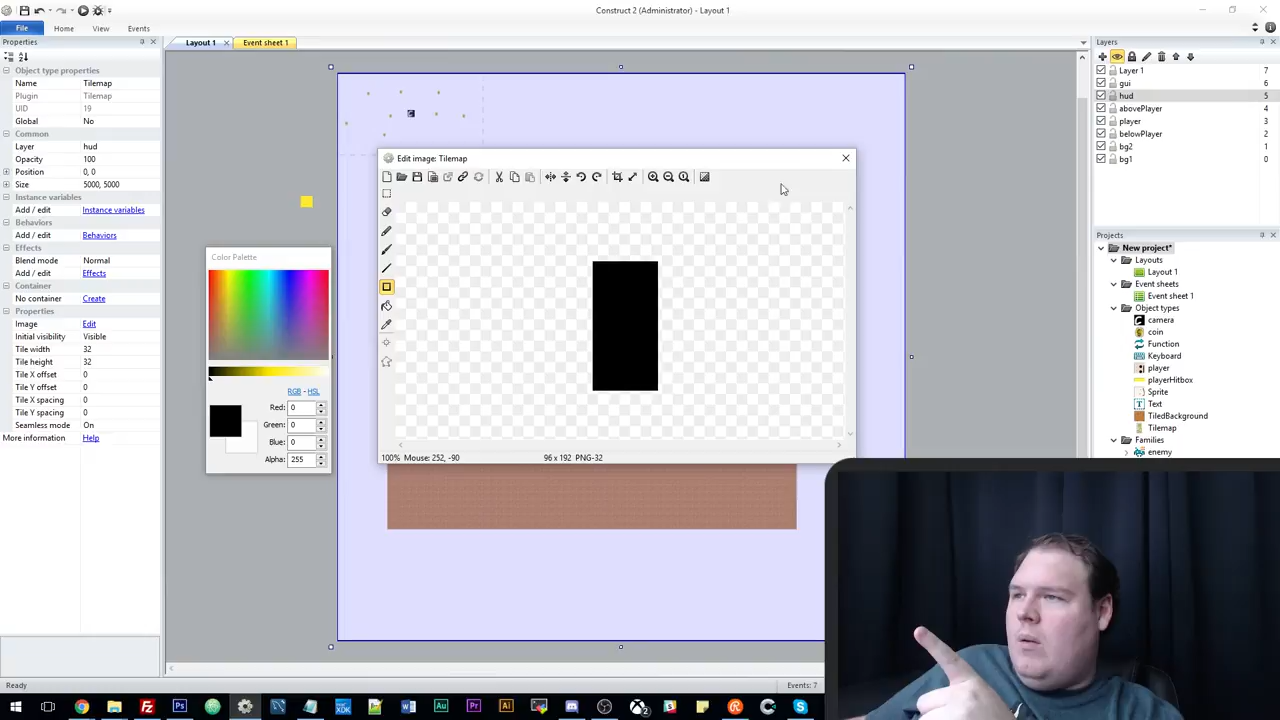 Construct 2 (Administrator) - Layout 1
File Home View Events
Properties
Layout 1
Event sheet 1
Object type properties
Name Tilemap
Plugin Tilemap
UID 19
Global No
Common
Layer hud
Opacity 100
Position 0, 0
Size 5000, 5000
Instance variables
Add / edit Instance variables
Behaviors
Add / edit Behaviors
Effects
Blend mode Normal
Add / edit Effects
Container
No container Create
Properties
Image Edit
Initial visibility Visible
Tile width 32
Tile height 32
Tile X offset 0
Tile Y offset 0
Tile X spacing 0
Tile Y spacing 0
Seamless mode On
More information Help
Color Palette
RGB - HSL
Red: 0
Green: 0
Blue: 0
Alpha: 255
Edit image: Tilemap
100% Mouse: 252, -90
96 x 192 PNG-32
Layers
Layer 1 7
gui 6
hud 5
abovePlayer 4
player 3
belowPlayer 2
bg2 1
bg1 0
Projects
New project*
Layouts
Layout 1
Event sheets
Event sheet 1
Object types
camera
coin
Function
Keyboard
player
playerHitbox
Sprite
Text
TiledBackground
Tilemap
Families
enemy
Ready
Events: 7